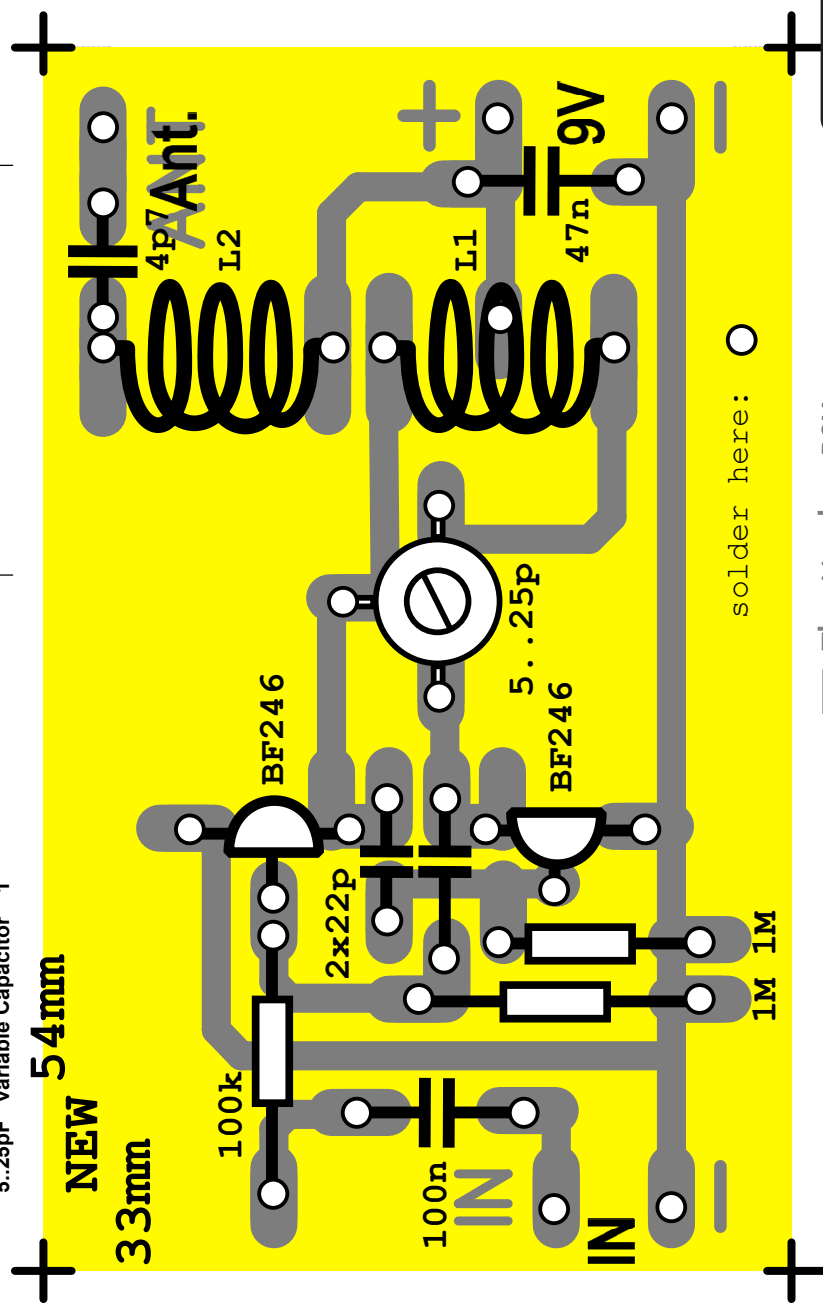 ANT
Ant.
+
9V
4p7
L2
L1
47n
solder here:
5..25p
BF246
BF246
2x22p
1M
1M
54mm
NEW
33mm
100k
100n
IN
IN
5..25pF Variable Capacitor